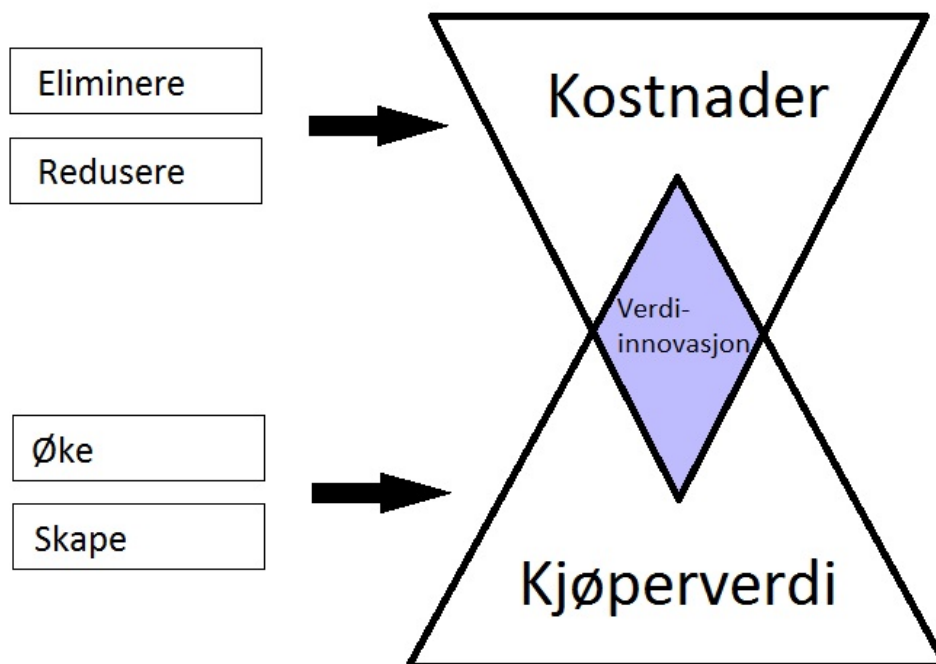 Eliminere
Redusere
Kostnader
Verdi-
innovasjon
Øke
Skape
Kjøperverdi